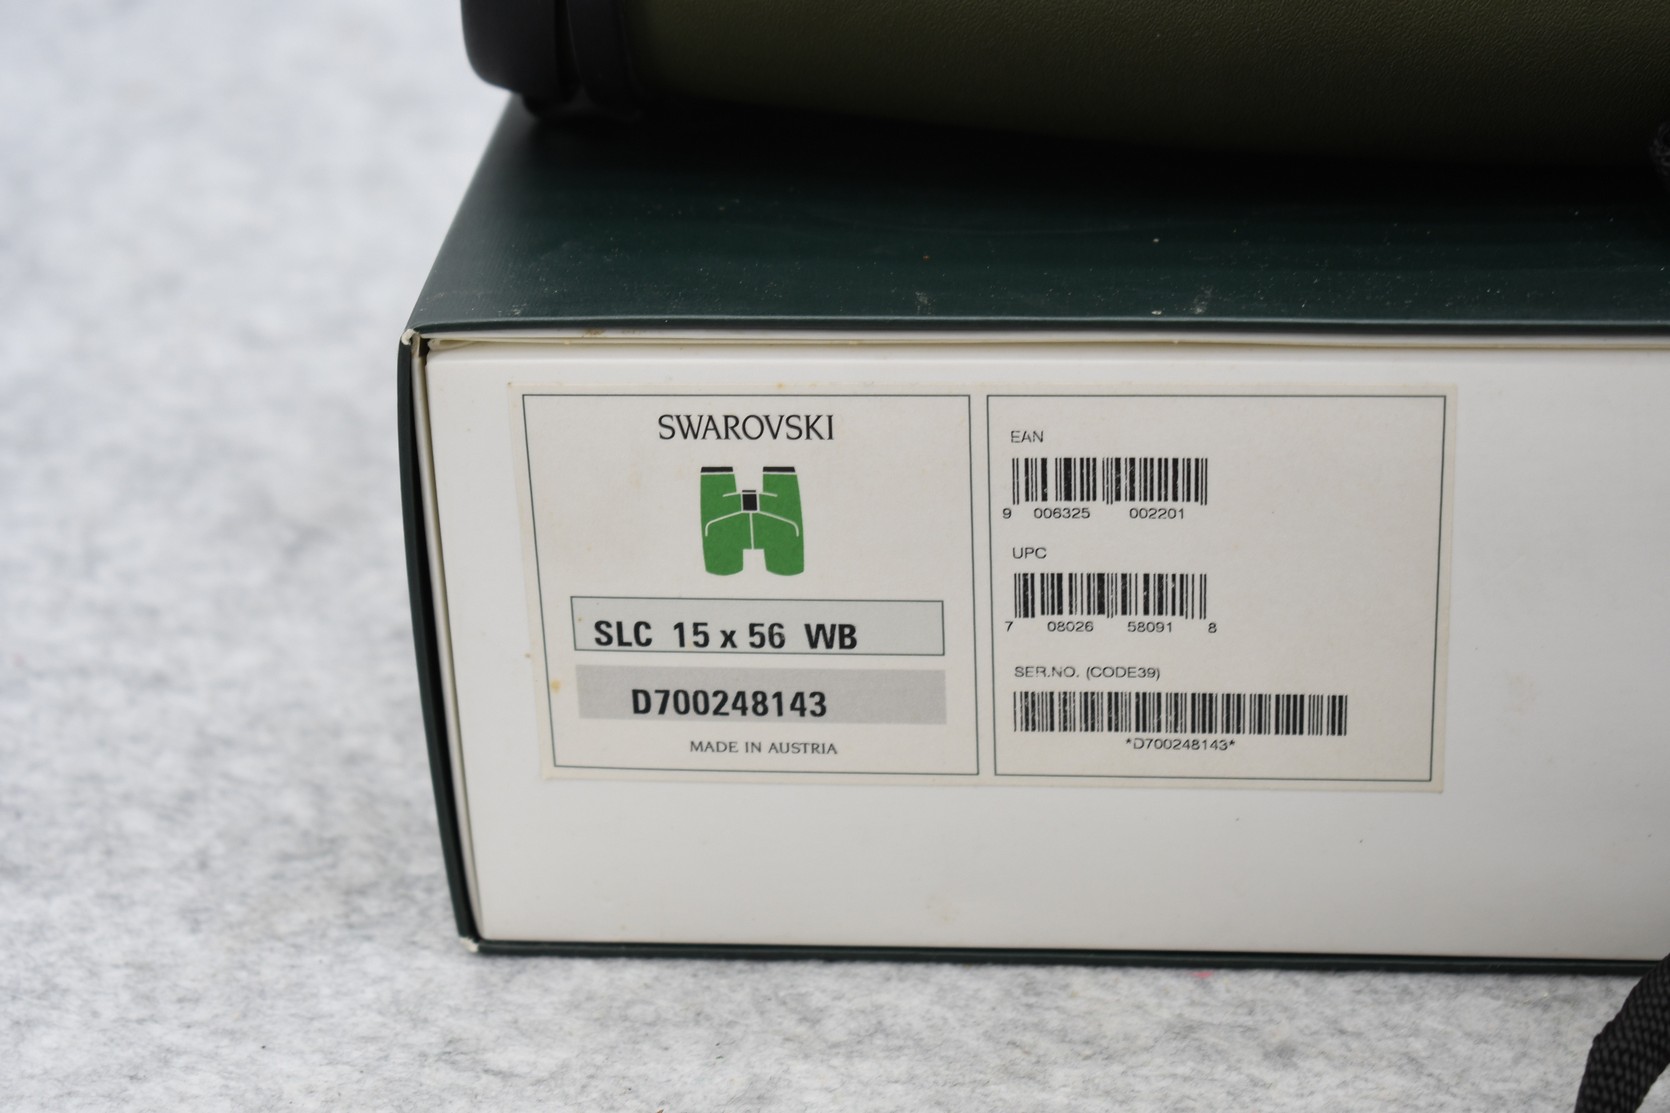 SWAROVSKI
SLC 15 x 56 WB
D700248143
MADE IN AUSTRIA
EAN
9 006325 002201
UPC
7 08026 58091 8
SER.NO. (CODE39)
*D700248143*